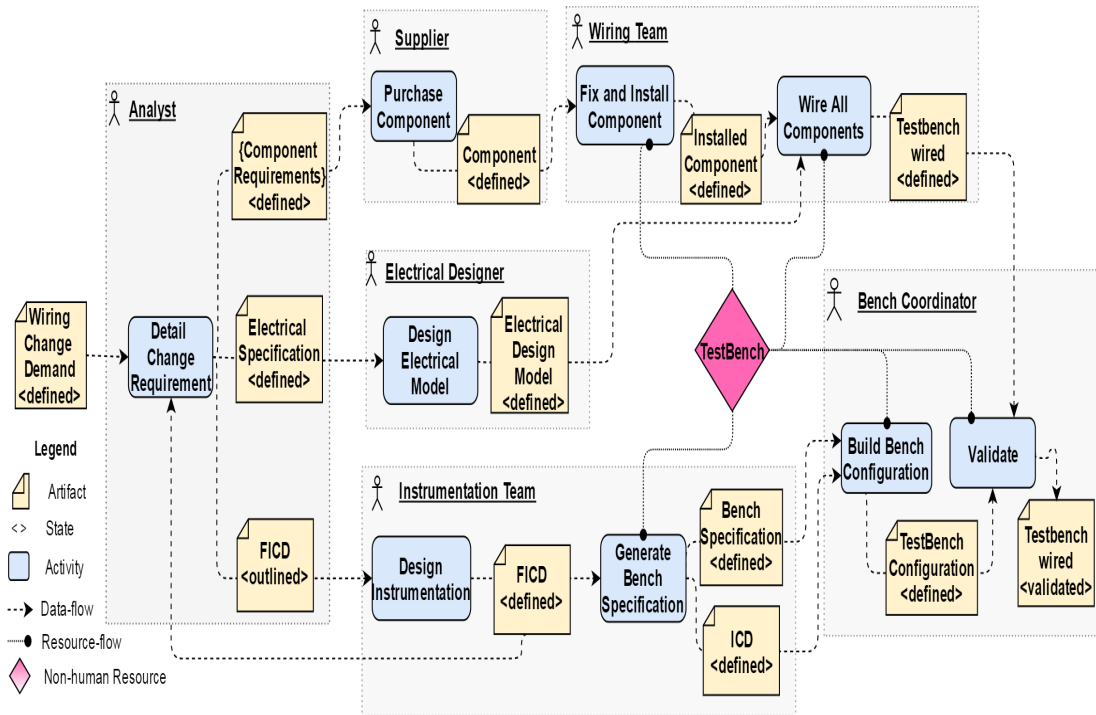 Supplier
Purchase
Component
Component
<defined>
Wiring Team
Fix and Install
Component
Installed
Component
<defined>
Wire All
Components
Testbench
wired
<defined>
Analyst
{Component
Requirements}
<defined>
Wiring
Change
Demand
<defined>
Detail
Change
Requirement
Electrical
Specification
<defined>
FICD
<outlined>
Electrical Designer
Design
Electrical
Model
Electrical
Design
Model
<defined>
TestBench
Bench Coordinator
Build Bench
Configuration
Validate
TestBench
Configuration
<defined>
Testbench
wired
<validated>
Instrumentation Team
Design
Instrumentation
FICD
<defined>
Generate
Bench
Specification
Bench
Specification
<defined>
ICD
<defined>
Legend
Artifact
<> State
Activity
Data-flow
Resource-flow
Non-human Resource